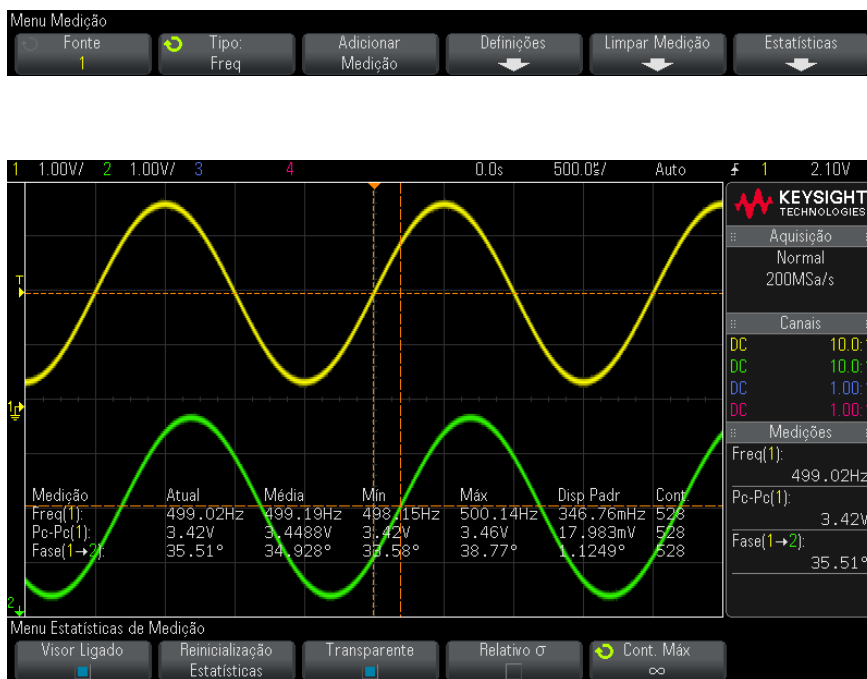 Menu Medição
Fonte Tipo: Adicionar Definições Limpar Medição Estatísticas
1 Freq Medição
1 1.00V/ 2 1.00V/ 3 4 0.0s 500.0㎲/ Auto 1 2.10V
KEYSIGHT
TECHNOLOGIES
Aquisição
Normal
200MSa/s
Canais
DC 10.0:
DC 10.0:
DC 1.00:
DC 1.00:
Medições
Freq(1):
499.02Hz
Pc-Pc(1):
3.42V
Fase(1→2):
35.51°
T
1
2
Medição Atual Média Mín Máx Disp Padr Cont.
Freq(1): 499.02Hz 499.19Hz 498.15Hz 500.14Hz 346.76mHz 528
Pc-Pc(1): 3.42V 3.4488V 3.42V 3.46V 17.983mV 528
Fase(1→2): 35.51° 34.928° 33.58° 38.77° 1.1249° 528
Menu Estatísticas de Medição
Visor Ligado Reinicialização Transparente Relativo σ Cont. Máx
Estatísticas ∞